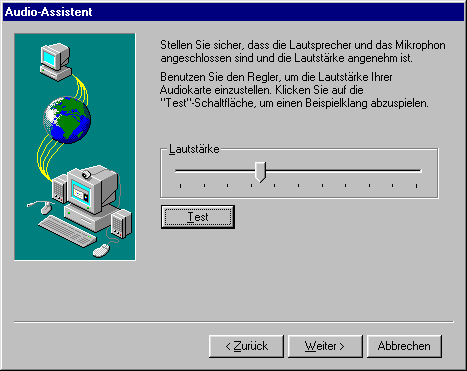 Audio-Assistent
Stellen Sie sicher, dass die Lautsprecher und das Mikrophon
angeschlossen sind und die Lautstärke angenehm ist.
Benutzen Sie den Regler, um die Lautstärke Ihrer
Audiokarte einzustellen. Klicken Sie auf die
"Test"-Schaltfläche, um einen Beispielklang abzuspielen.
Lautstärke
Test
< Zurück
Weiter >
Abbrechen